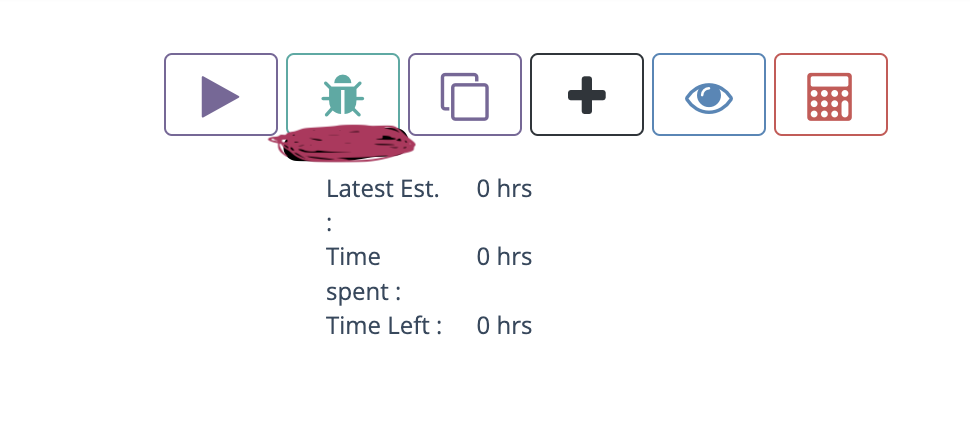 Latest Est. 0 hrs
:
Time 0 hrs
spent :
Time Left : 0 hrs